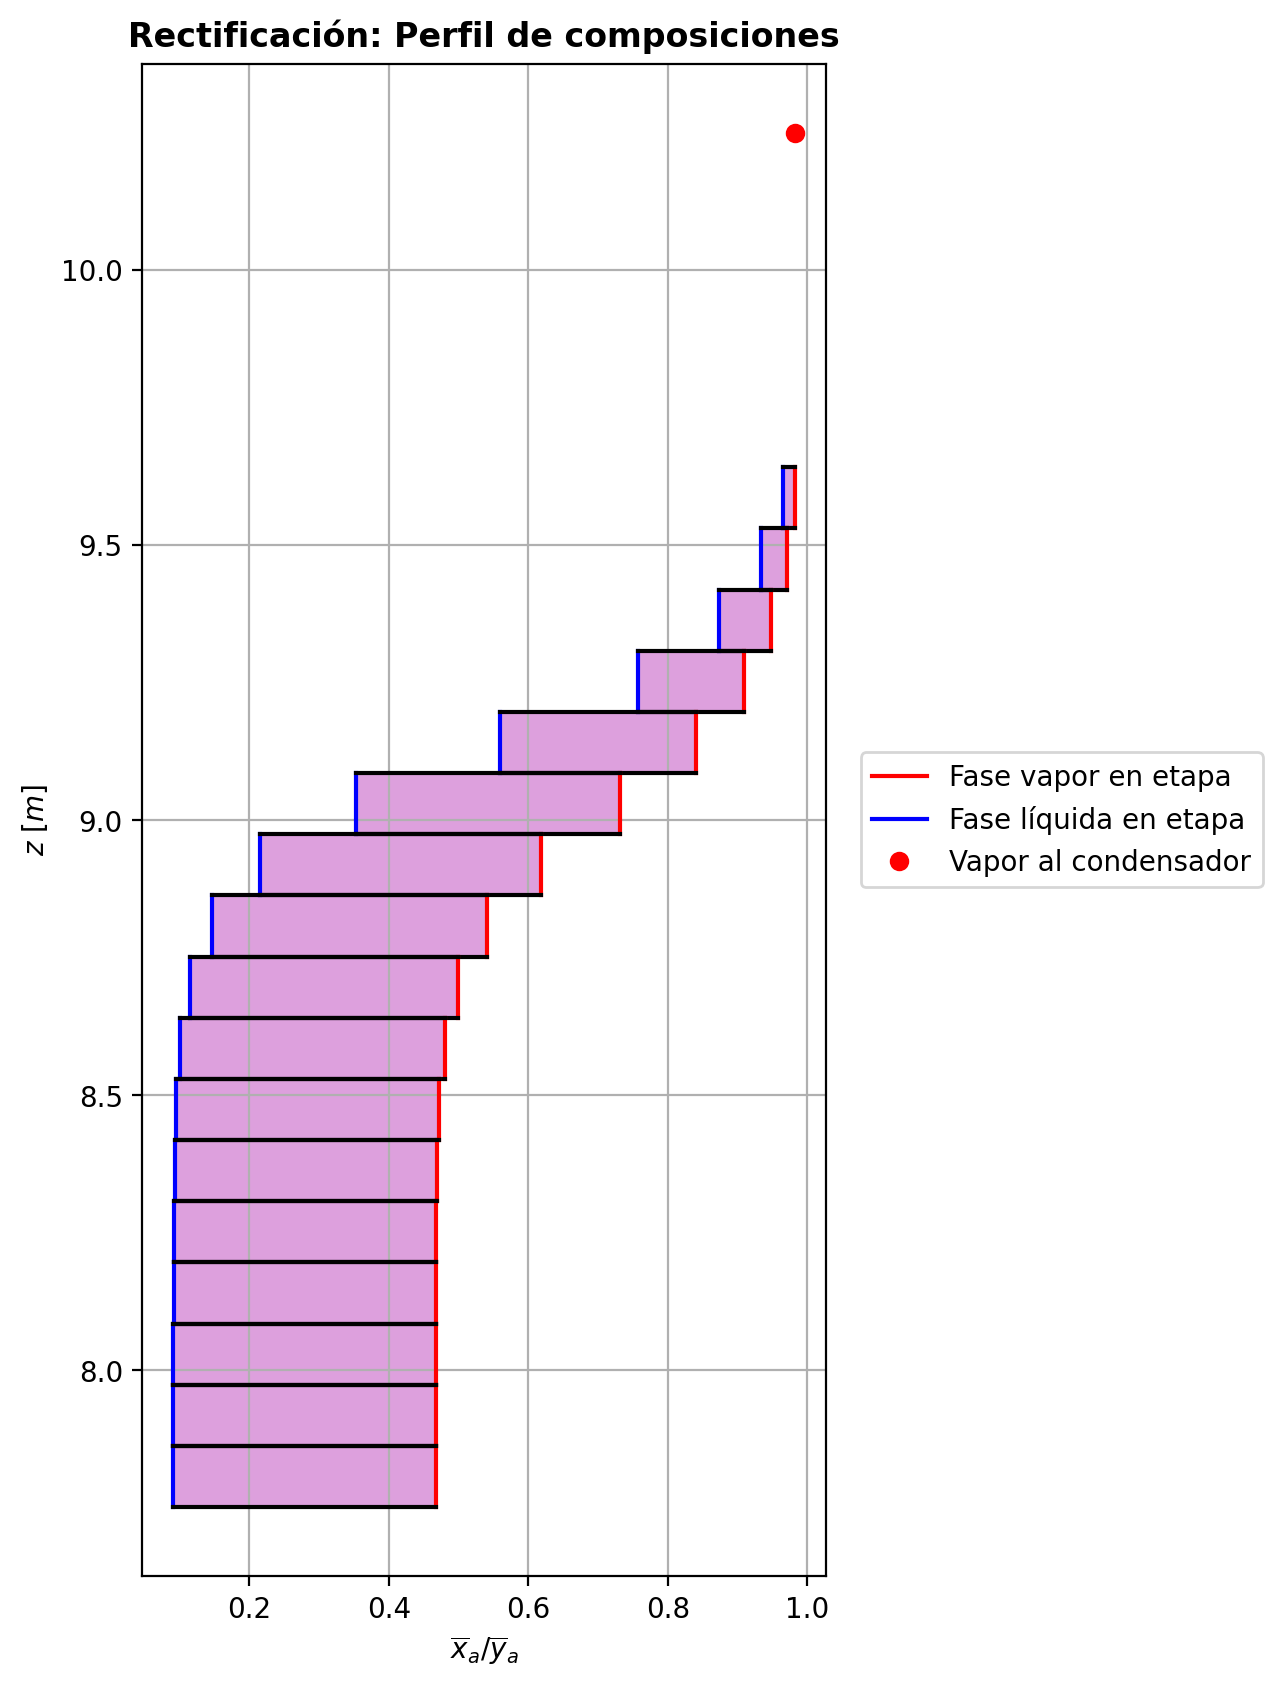 Rectificación: Perfil de composiciones
10.0
9.5
9.0
8.5
8.0
z [m]
0.2 0.4 0.6 0.8 1.0
x̅ₐ/y̅ₐ
Fase vapor en etapa
Fase líquida en etapa
Vapor al condensador